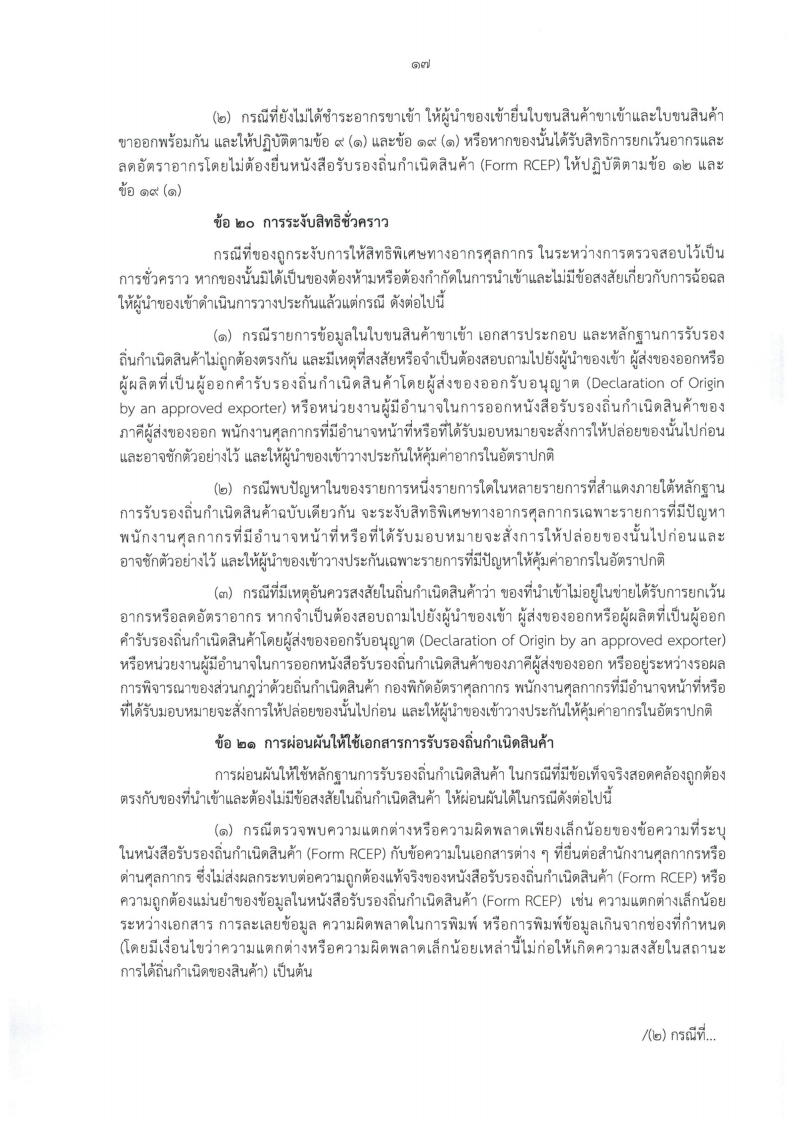 ๑๗
(๒) กรณีที่ยังไม่ได้ชำระอากรขาเข้า ให้ผู้นำของเข้ายื่นใบขนสินค้าขาเข้าและใบขนสินค้า
ขาออกพร้อมกัน และให้ปฏิบัติตามข้อ ๙ (๑) และข้อ ๑๙ (๑) หรือหากของนั้นได้รับสิทธิการยกเว้นอากรและ
ลดอัตราอากรโดยไม่ต้องยื่นหนังสือรับรองถิ่นกำเนิดสินค้า (Form RCEP) ให้ปฏิบัติตามข้อ ๑๒ และ
ข้อ ๑๙ (๑)
ข้อ ๒๐ การระงับสิทธิชั่วคราว
กรณีที่ของถูกระงับการให้สิทธิพิเศษทางอากรศุลกากร ในระหว่างการตรวจสอบไว้เป็น
การชั่วคราว หากของนั้นมิได้เป็นของต้องห้ามหรือต้องกำกัดในการนำเข้าและไม่มีข้อสงสัยเกี่ยวกับการฉ้อฉล
ให้ผู้นำของเข้าดำเนินการวางประกันแล้วแต่กรณี ดังต่อไปนี้
(๑) กรณีรายการข้อมูลในใบขนสินค้าขาเข้า เอกสารประกอบ และหลักฐานการรับรอง
ถิ่นกำเนิดสินค้าไม่ถูกต้องตรงกัน และมีเหตุที่สงสัยหรือจำเป็นต้องสอบถามไปยังผู้นำของเข้า ผู้ส่งของออกหรือ
ผู้ผลิตที่เป็นผู้ออกคำรับรองถิ่นกำเนิดสินค้าโดยผู้ส่งของออกรับอนุญาต (Declaration of Origin
by an approved exporter) หรือหน่วยงานผู้มีอำนาจในการออกหนังสือรับรองถิ่นกำเนิดสินค้าของ
ภาคีผู้ส่งของออก พนักงานศุลกากรที่มีอำนาจหน้าที่หรือที่ได้รับมอบหมายจะสั่งการให้ปล่อยของนั้นไปก่อน
และอาจชักตัวอย่างไว้ และให้ผู้นำของเข้าวางประกันให้คุ้มค่าอากรในอัตราปกติ
(๒) กรณีพบปัญหาในของรายการหนึ่งรายการใดในหลายรายการที่สำแดงภายใต้หลักฐาน
การรับรองถิ่นกำเนิดสินค้าฉบับเดียวกัน จะระงับสิทธิพิเศษทางอากรศุลกากรเฉพาะรายการที่มีปัญหา
พนักงานศุลกากรที่มีอำนาจหน้าที่หรือที่ได้รับมอบหมายจะสั่งการให้ปล่อยของนั้นไปก่อนและ
อาจชักตัวอย่างไว้ และให้ผู้นำของเข้าวางประกันเฉพาะรายการที่มีปัญหาให้คุ้มค่าอากรในอัตราปกติ
(๓) กรณีที่มีเหตุอันควรสงสัยในถิ่นกำเนิดสินค้าว่า ของที่นำเข้าไม่อยู่ในข่ายได้รับการยกเว้น
อากรหรือลดอัตราอากร หากจำเป็นต้องสอบถามไปยังผู้นำของเข้า ผู้ส่งของออกหรือผู้ผลิตที่เป็นผู้ออก
คำรับรองถิ่นกำเนิดสินค้าโดยผู้ส่งของออกรับอนุญาต (Declaration of Origin by an approved exporter)
หรือหน่วยงานผู้มีอำนาจในการออกหนังสือรับรองถิ่นกำเนิดสินค้าของภาคีผู้ส่งของออก หรืออยู่ระหว่างรอผล
การพิจารณาของส่วนกฎว่าด้วยถิ่นกำเนิดสินค้า กองพิกัดอัตราศุลกากร พนักงานศุลกากรที่มีอำนาจหน้าที่หรือ
ที่ได้รับมอบหมายจะสั่งการให้ปล่อยของนั้นไปก่อน และให้ผู้นำของเข้าวางประกันให้คุ้มค่าอากรในอัตราปกติ
ข้อ ๒๑ การผ่อนผันให้ใช้เอกสารการรับรองถิ่นกำเนิดสินค้า
การผ่อนผันให้ใช้หลักฐานการรับรองถิ่นกำเนิดสินค้า ในกรณีที่มีข้อเท็จจริงสอดคล้องถูกต้อง
ตรงกับของที่นำเข้าและต้องไม่มีข้อสงสัยในถิ่นกำเนิดสินค้า ให้ผ่อนผันได้ในกรณีดังต่อไปนี้
(๑) กรณีตรวจพบความแตกต่างหรือความผิดพลาดเพียงเล็กน้อยของข้อความที่ระบุ
ในหนังสือรับรองถิ่นกำเนิดสินค้า (Form RCEP) กับข้อความในเอกสารต่าง ๆ ที่ยื่นต่อสำนักงานศุลกากรหรือ
ด่านศุลกากร ซึ่งไม่ส่งผลกระทบต่อความถูกต้องแท้จริงของหนังสือรับรองถิ่นกำเนิดสินค้า (Form RCEP) หรือ
ความถูกต้องแม่นยำของข้อมูลในหนังสือรับรองถิ่นกำเนิดสินค้า (Form RCEP) เช่น ความแตกต่างเล็กน้อย
ระหว่างเอกสาร การละเลยข้อมูล ความผิดพลาดในการพิมพ์ หรือการพิมพ์ข้อมูลเกินจากช่องที่กำหนด
(โดยมีเงื่อนไขว่าความแตกต่างหรือความผิดพลาดเล็กน้อยเหล่านี้ไม่ก่อให้เกิดความสงสัยในสถานะ
การได้ถิ่นกำเนิดของสินค้า) เป็นต้น
/(๒) กรณีที่...